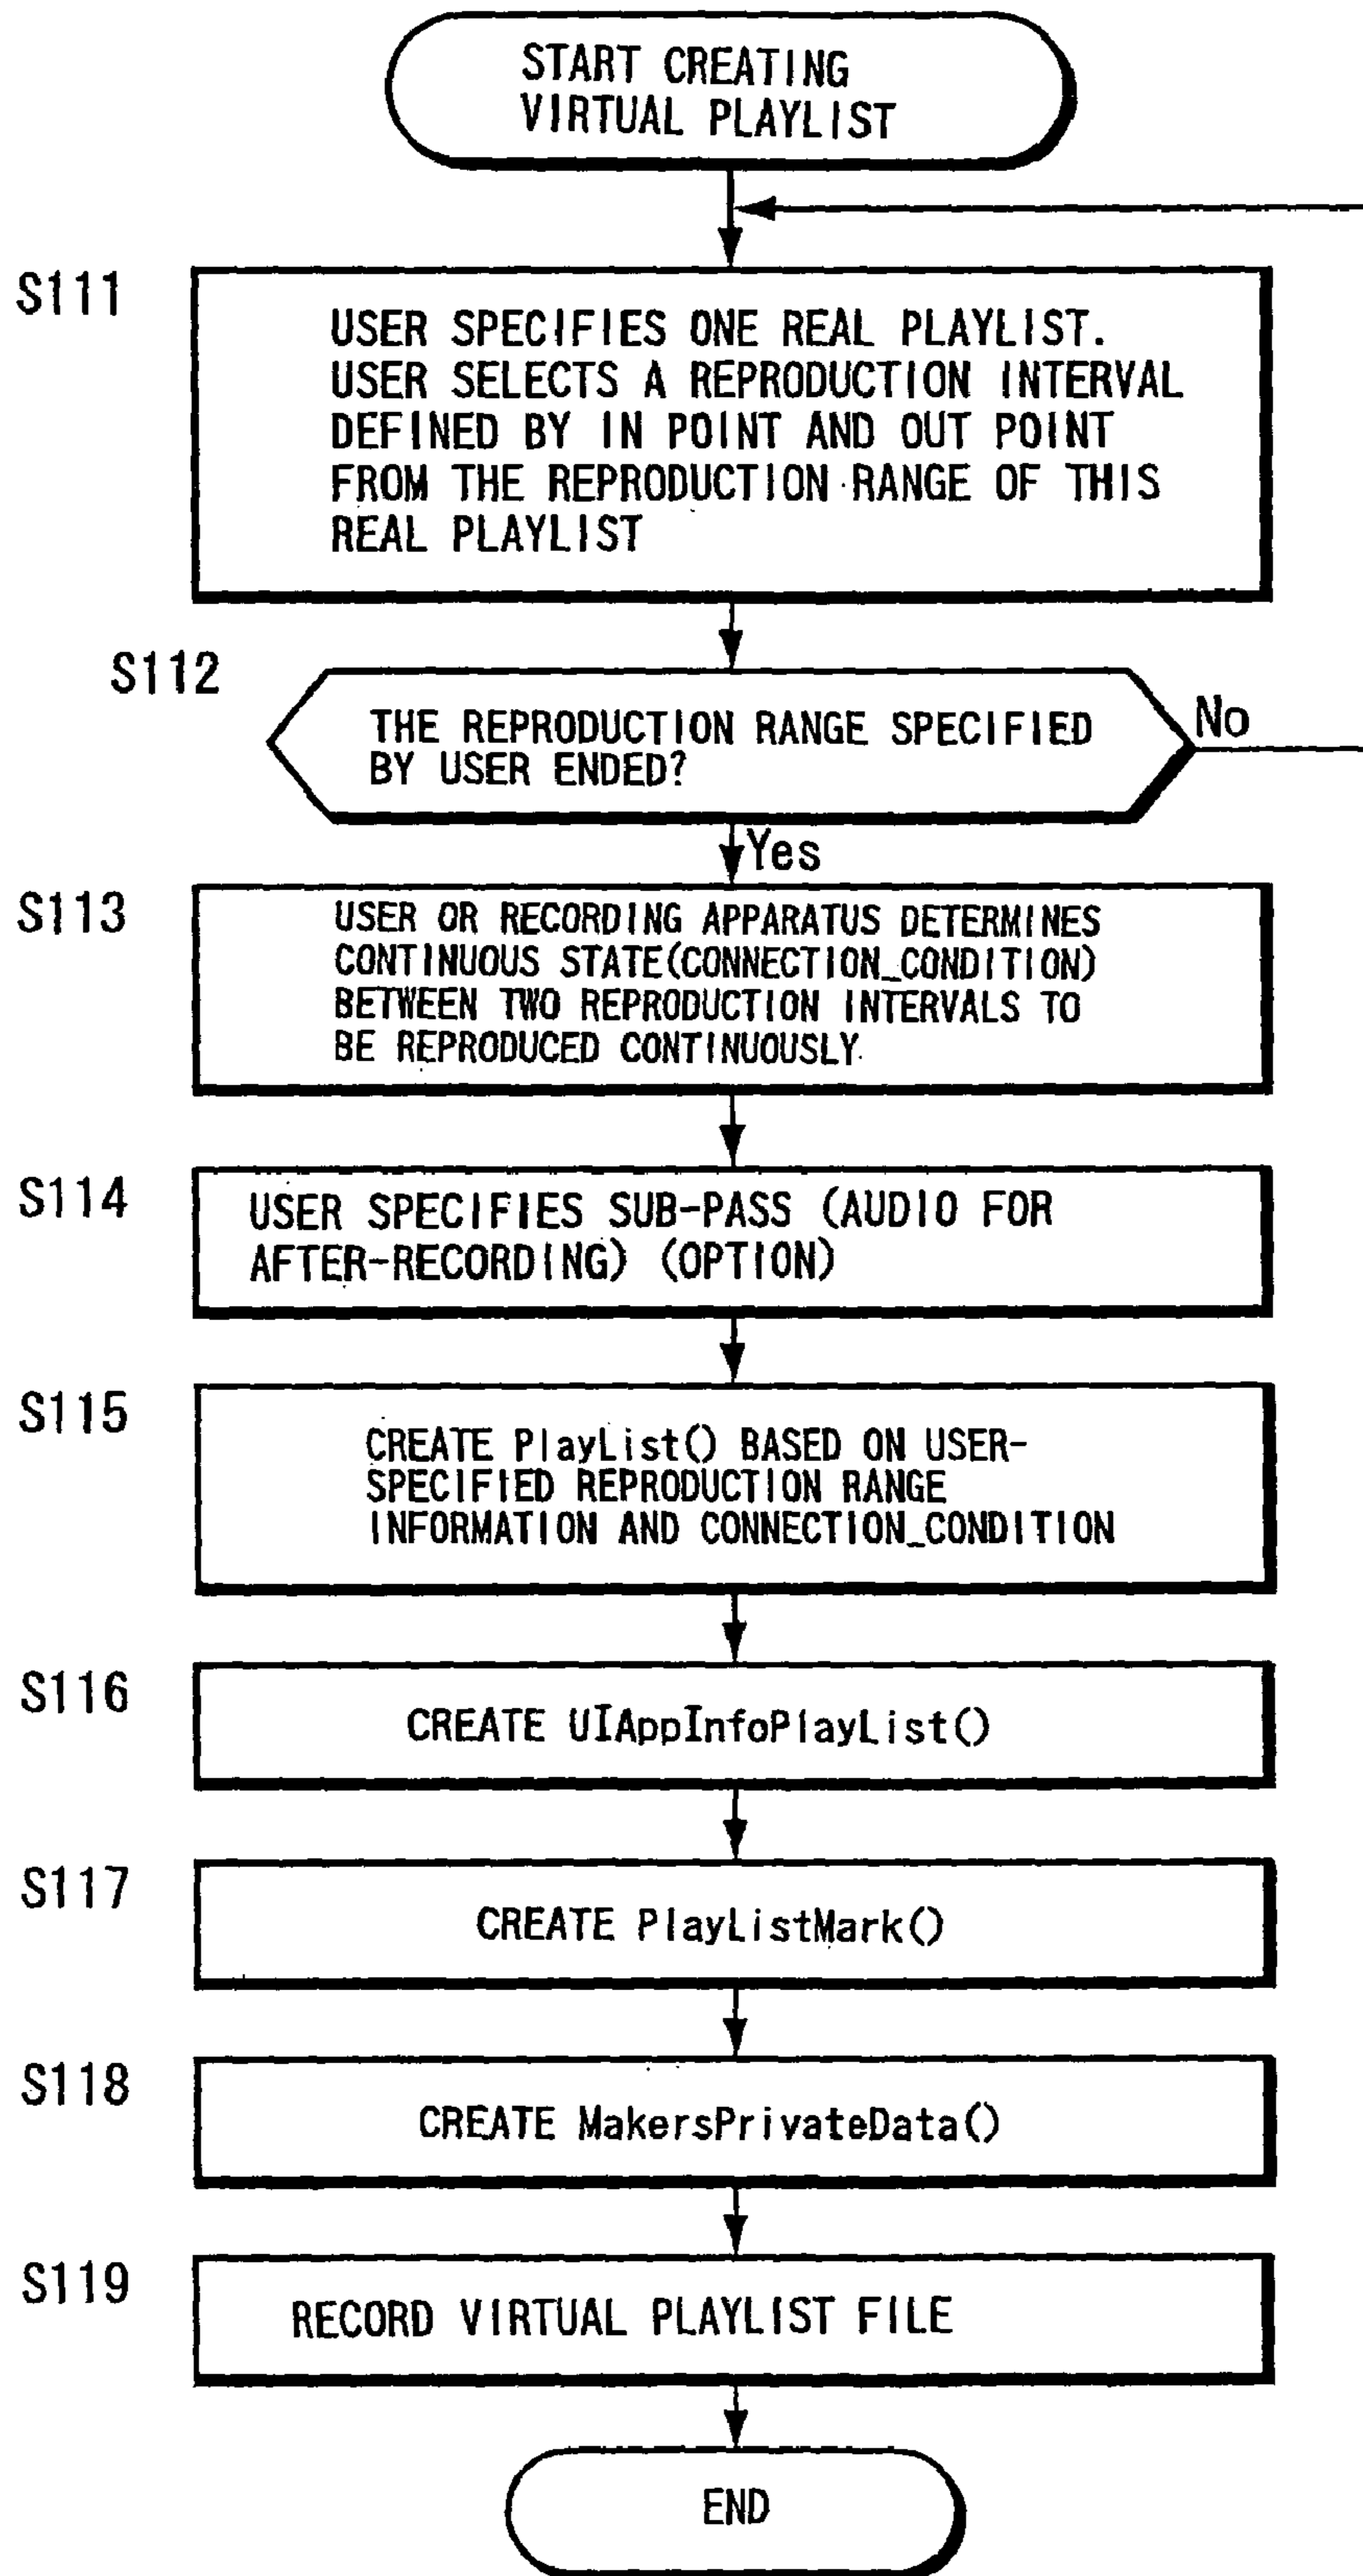 START CREATING
VIRTUAL PLAYLIST
S111
USER SPECIFIES ONE REAL PLAYLIST.
USER SELECTS A REPRODUCTION INTERVAL
DEFINED BY IN POINT AND OUT POINT
FROM THE REPRODUCTION RANGE OF THIS
REAL PLAYLIST
S112
THE REPRODUCTION RANGE SPECIFIED
BY USER ENDED?
No
Yes
S113
USER OR RECORDING APPARATUS DETERMINES
CONTINUOUS STATE(CONNECTION_CONDITION)
BETWEEN TWO REPRODUCTION INTERVALS TO
BE REPRODUCED CONTINUOUSLY
S114
USER SPECIFIES SUB-PASS (AUDIO FOR
AFTER-RECORDING) (OPTION)
S115
CREATE PlayList() BASED ON USER-
SPECIFIED REPRODUCTION RANGE
INFORMATION AND CONNECTION_CONDITION
S116
CREATE UIAppInfoPlayList()
S117
CREATE PlayListMark()
S118
CREATE MakersPrivateData()
S119
RECORD VIRTUAL PLAYLIST FILE
END